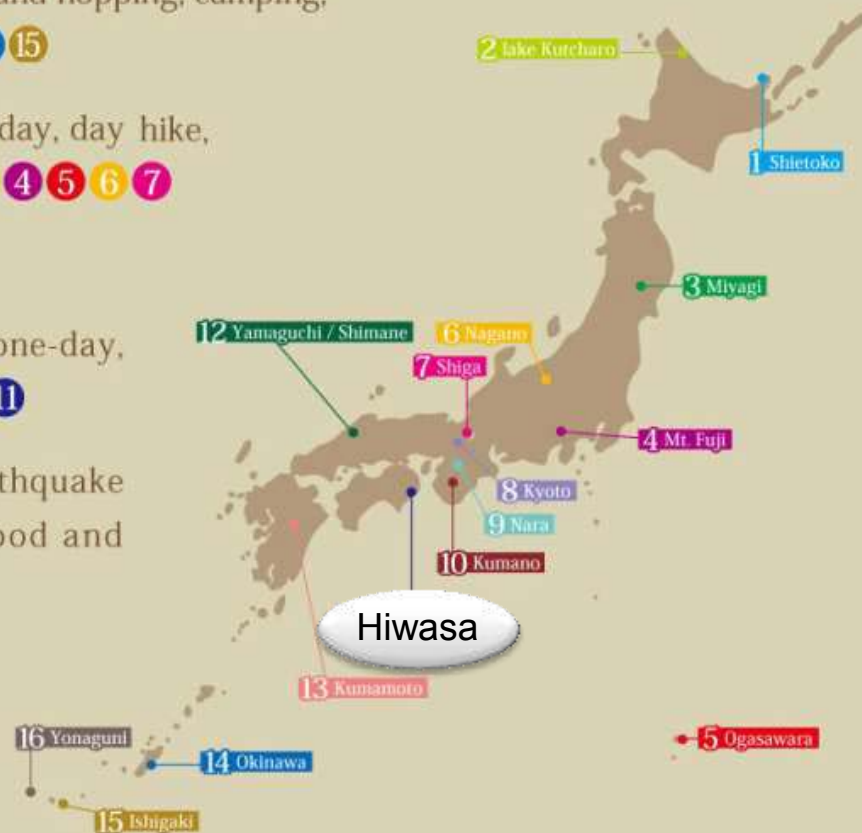 and hopping, camping,
15
day, day hike,
4 5 6 7
one-day,
11
thquake
ood and
2 lake Kutcharo
1 Shietoko
3 Miyagi
12 Yamaguchi / Shimane
6 Nagano
7 Shiga
4 Mt. Fuji
8 Kyoto
9 Nara
10 Kumano
Hiwasa
13 Kumamoto
16 Yonaguni
14 Okinawa
5 Ogasawara
15 Ishigaki